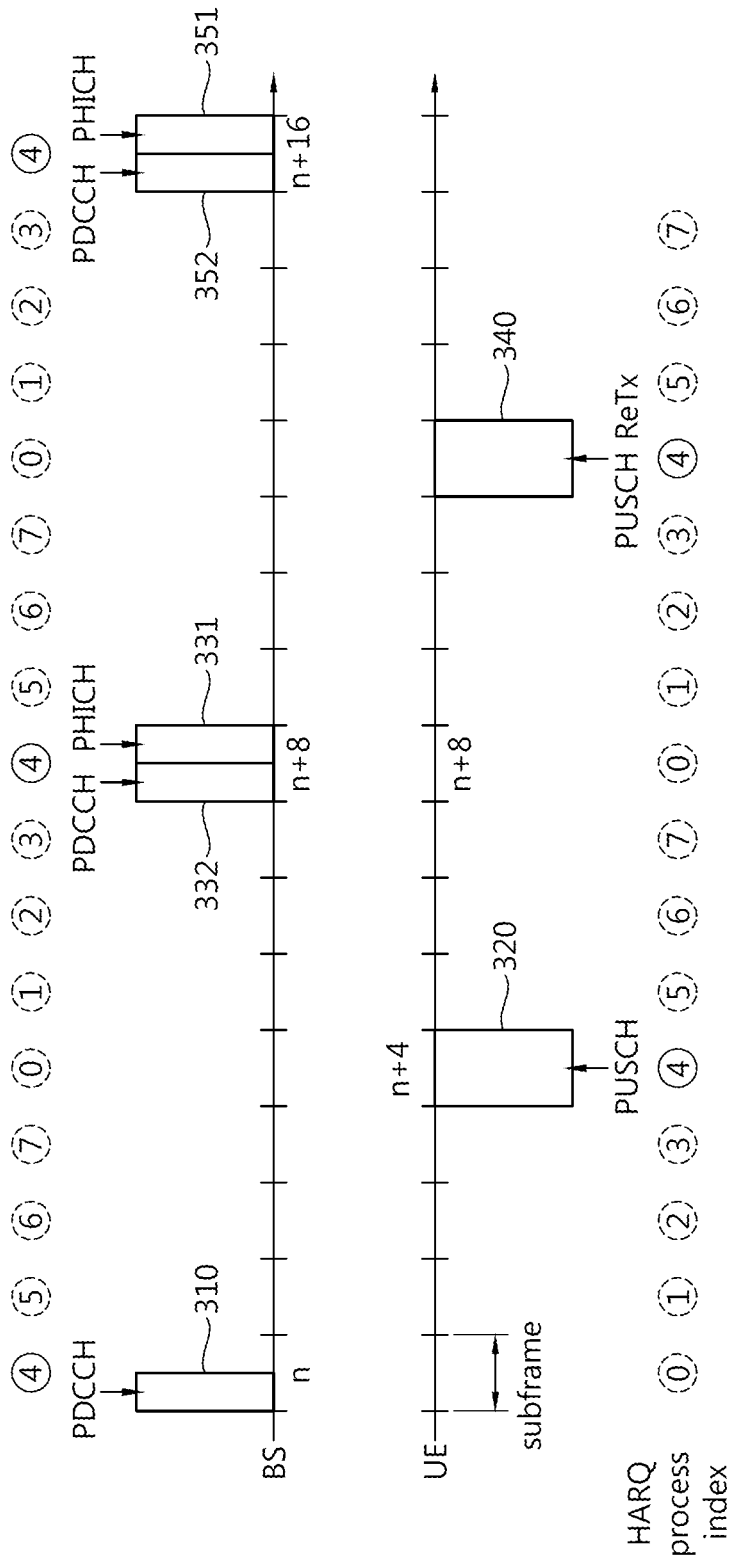 ④ ⑤ ⑥ ⑦ ⓪ ① ② ③ ④ ⑤ ⑥ ⑦ ⓪ ① ② ③ ④
PDCCH PDCCH PHICH PDCCH PHICH
310 332 331 352 351
BS n n+8 n+16
UE n+4 n+8
subframe 320 340
PUSCH PUSCH ReTx
HARQ
process
index
⓪ ① ② ③ ④ ⑤ ⑥ ⑦ ⓪ ① ② ③ ④ ⑤ ⑥ ⑦